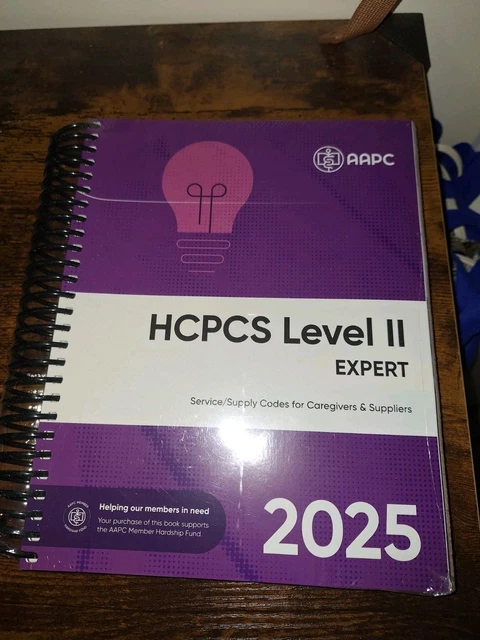 AAPC
HCPCS Level II
EXPERT
Service/Supply Codes for Caregivers & Suppliers
Helping our members in need
Your purchase of this book supports
the AAPC Member Hardship Fund.
2025